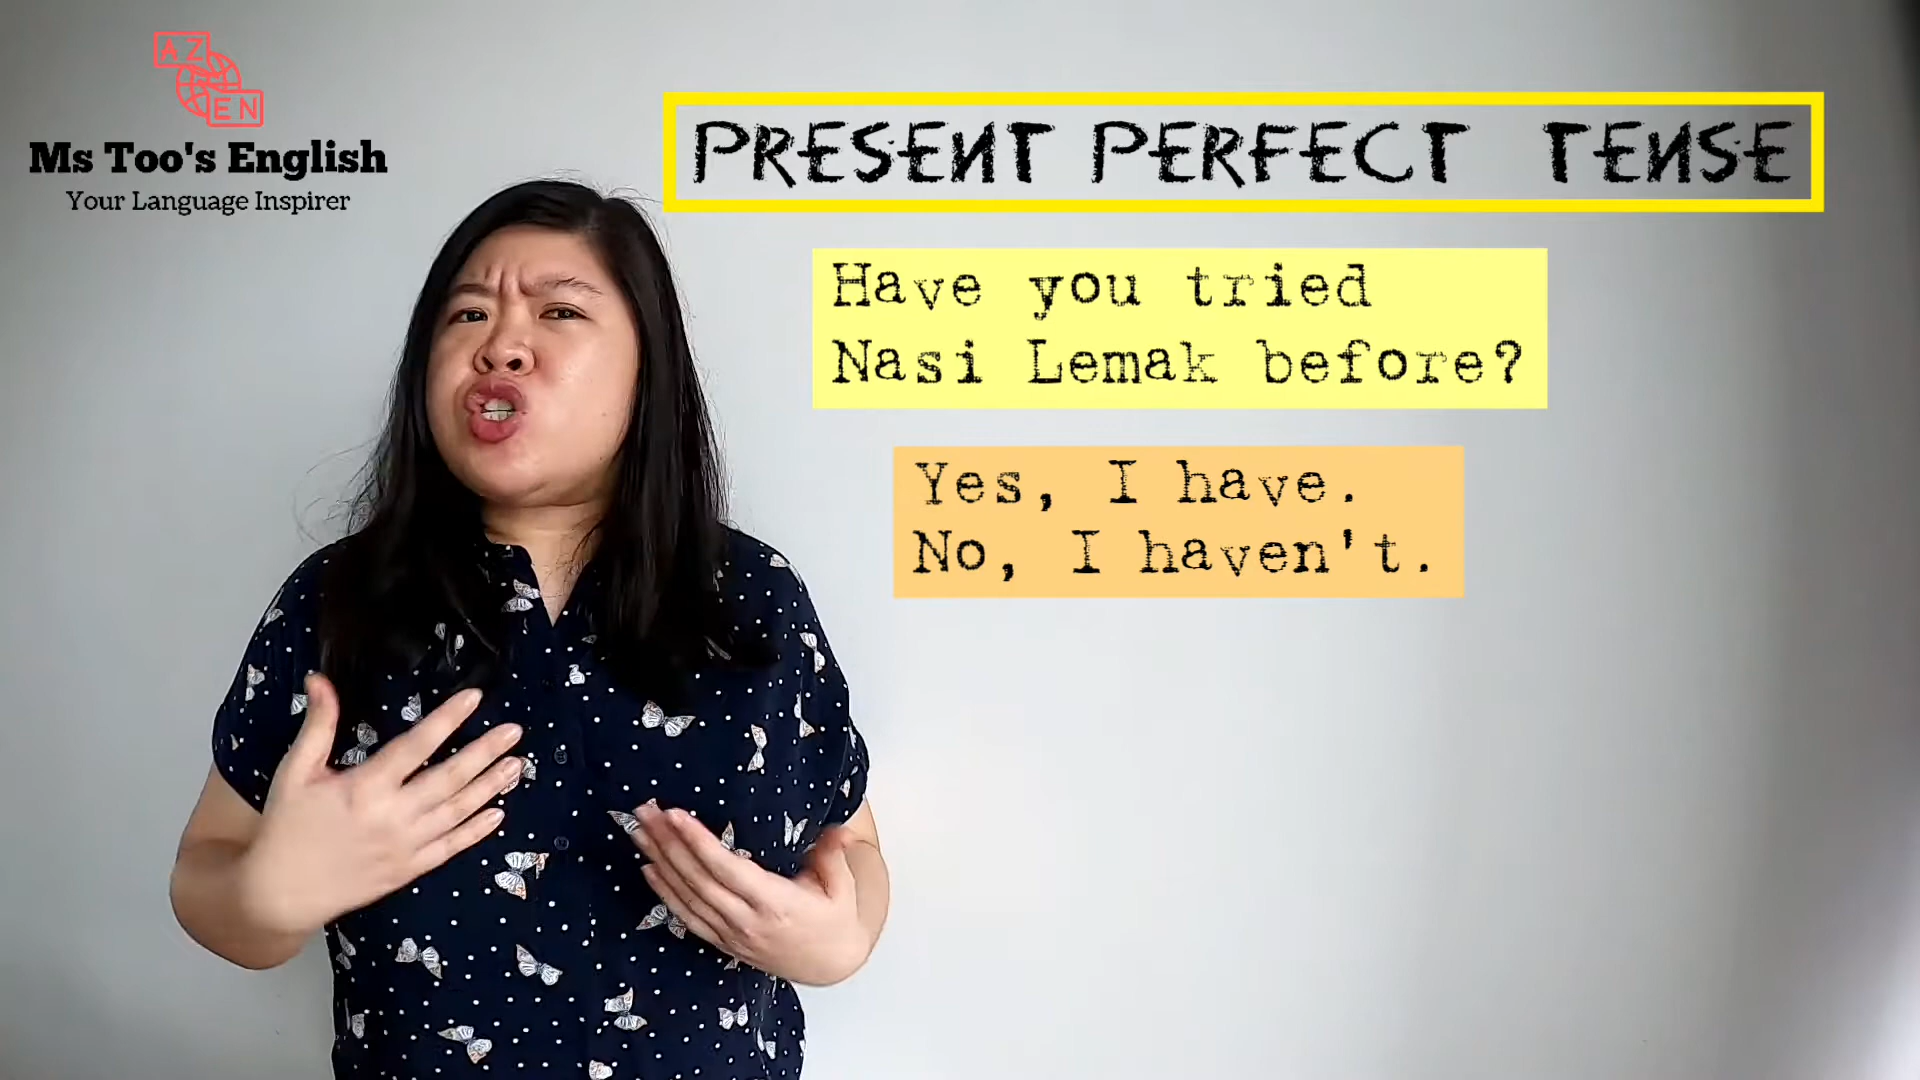 AZ
EN
Ms Too's English
Your Language Inspirer
PRESENT PERFECT TENSE
Have you tried
Nasi Lemak before?
Yes, I have.
No, I haven't.